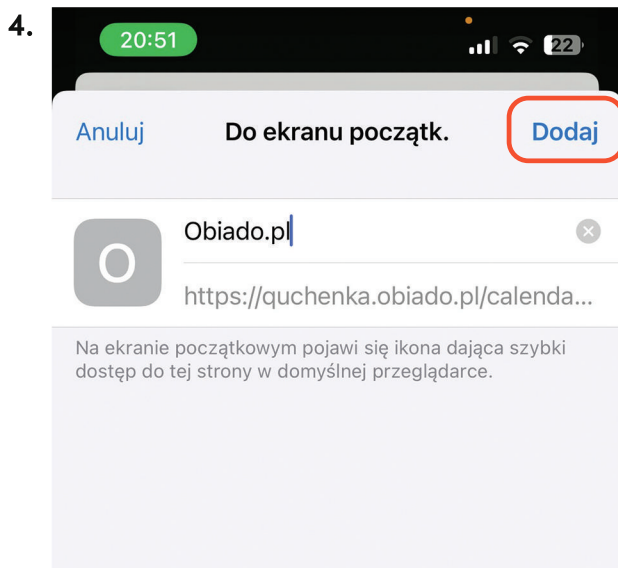 4.
20:51
22
Anuluj Do ekranu początk. Dodaj
O
Obiado.pl
https://quchenka.obiado.pl/calenda...
Na ekranie początkowym pojawi się ikona dająca szybki
dostęp do tej strony w domyślnej przeglądarce.